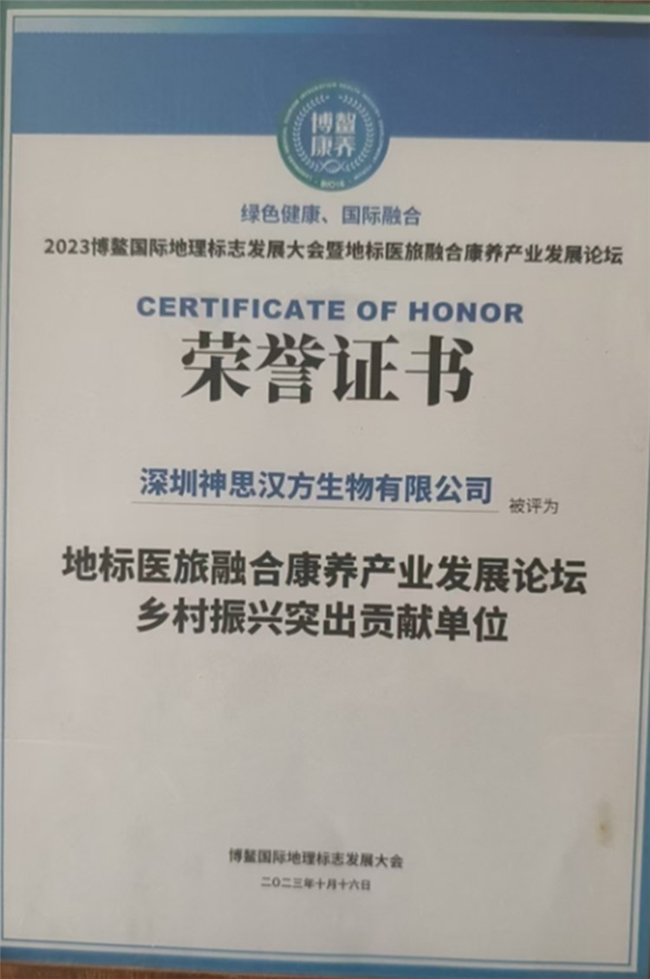 博鳌
康养
绿色健康、国际融合
2023博鳌国际地理标志发展大会暨地标医旅融合康养产业发展论坛
CERTIFICATE OF HONOR
荣誉证书
深圳神思汉方生物有限公司 被评为
地标医旅融合康养产业发展论坛
乡村振兴突出贡献单位
博鳌国际地理标志发展大会
二〇二三年十月十六日